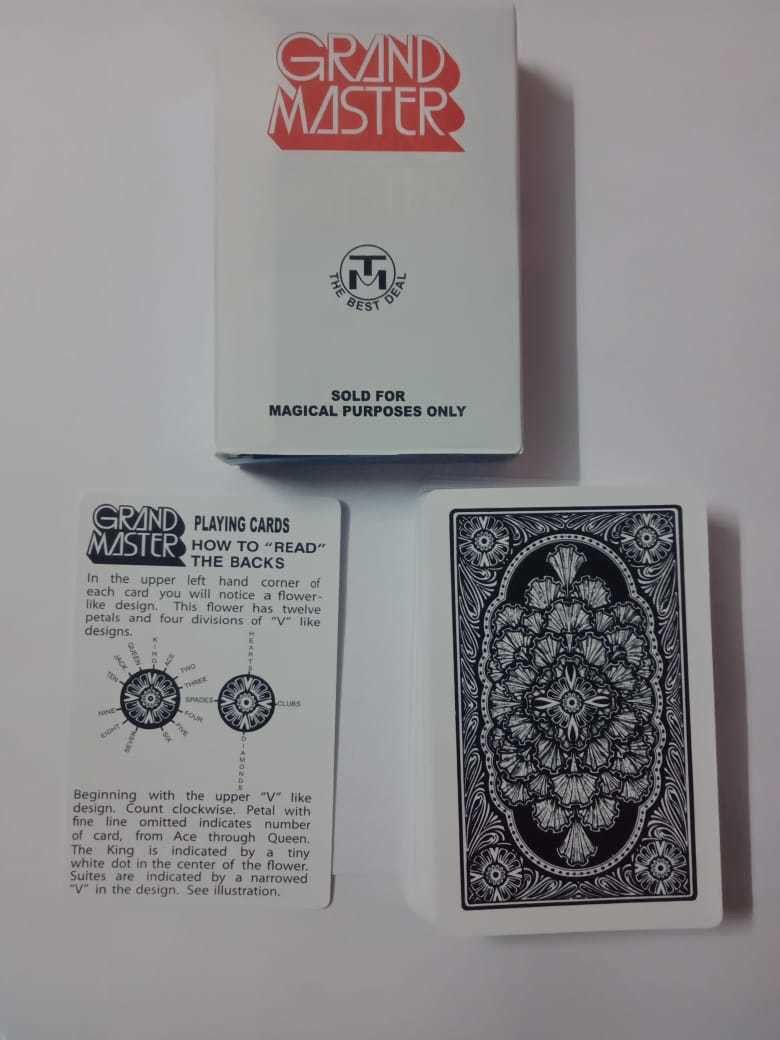 GRAND
MASTER
TM
THE BEST DEAL
SOLD FOR
MAGICAL PURPOSES ONLY
GRAND
MASTER
PLAYING CARDS
HOW TO "READ"
THE BACKS
In the upper left hand corner of
each card you will notice a flower-
like design. This flower has twelve
petals and four divisions of "V" like
designs.
KING
ACE
TWO
THREE
FOUR
FIVE
SIX
SEVEN
EIGHT
NINE
TEN
JACK
QUEEN
HEARTS
CLUBS
DIAMONDS
SPADES
Beginning with the upper "V" like
design. Count clockwise. Petal with
fine line omitted indicates number
of card, from Ace through Queen.
The King is indicated by a tiny
white dot in the center of the flower.
Suites are indicated by a narrowed
"V" in the design. See illustration.